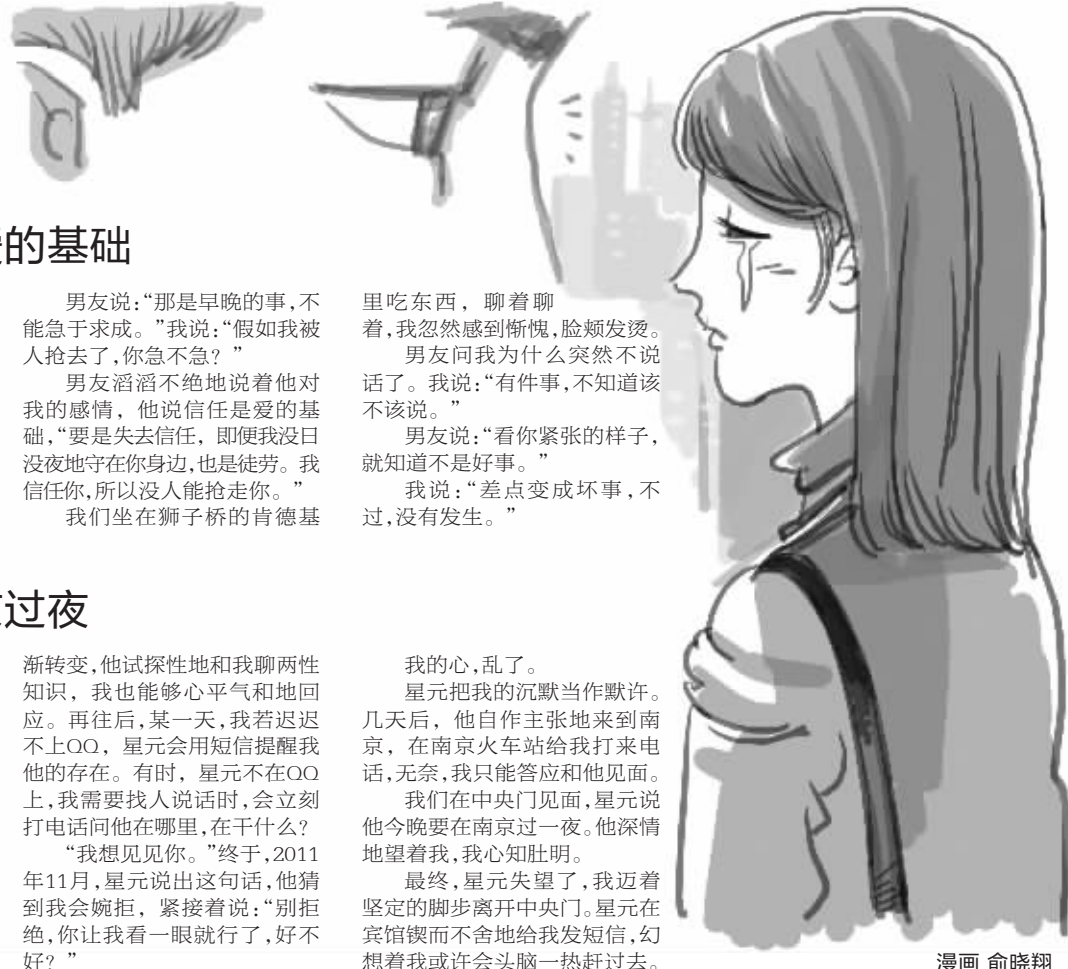 的基础
男友说：“那是早晚的事，不
能急于求成。”我说：“假如我被
人抢去了，你急不急？”
男友滔滔不绝地说着他对
我的感情，他说信任是爱的基
础，“要是失去信任，即便我没日
没夜地守在你身边，也是徒劳。我
信任你，所以没人能抢走你。”
我们坐在狮子桥的肯德基
里吃东西，聊着聊
着，我忽然感到惭愧，脸颊发烫。
男友问我为什么突然不说
话了。我说：“有件事，不知道该
不该说。”
男友说：“看你紧张的样子，
就知道不是好事。”
我说：“差点变成坏事，不
过，没有发生。”
过夜
渐转变，他试探性地和我聊两性
知识，我也能够心平气和地回
应。再往后，某一天，我若迟迟
不上QQ，星元会用短信提醒我
他的存在。有时，星元不在QQ
上，我需要找人说话时，会立刻
打电话问他在哪里，在干什么？
“我想见见你。”终于，2011
年11月，星元说出这句话，他猜
到我会婉拒，紧接着说：“别拒
绝，你让我看一眼就行了，好不
好？”
我的心，乱了。
星元把我的沉默当作默许。
几天后，他自作主张地来到南
京，在南京火车站给我打来电
话，无奈，我只能答应和他见面。
我们在中央门见面，星元说
他今晚要在南京过一夜。他深情
地望着我，我心知肚明。
最终，星元失望了，我迈着
坚定的脚步离开中央门。星元在
宾馆锲而不舍地给我发短信，幻
想着我或许会头脑一热赶过去。
漫画 俞晓翔